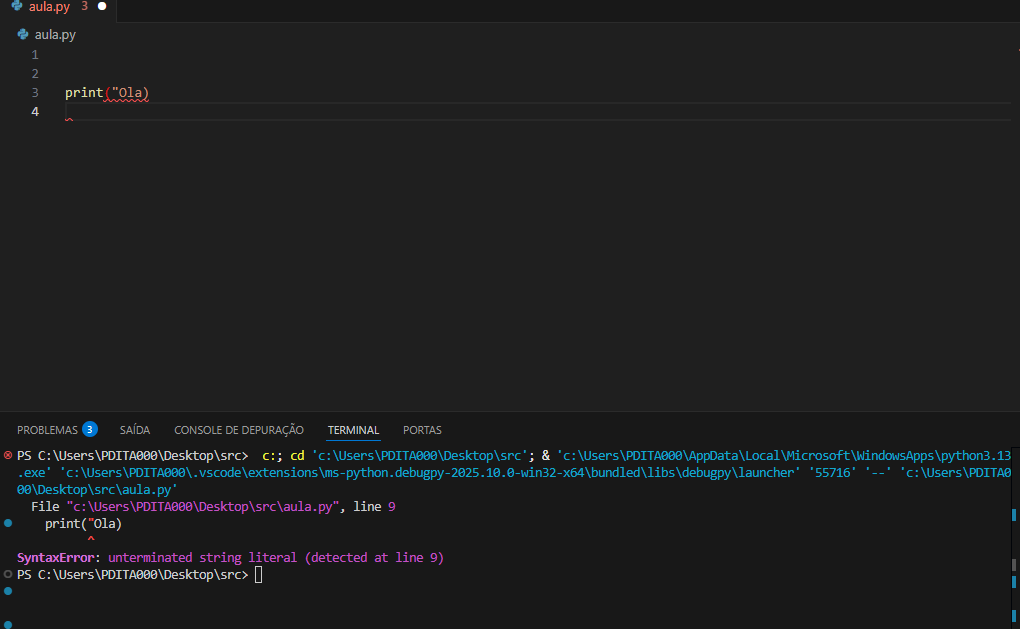 aula.py 3
aula.py
1
2
3 print("Ola)
4
PROBLEMAS 3 SAÍDA CONSOLE DE DEPURAÇÃO TERMINAL PORTAS
PS C:\Users\PDITA000\Desktop\src>  c:; cd 'c:\Users\PDITA000\Desktop\src'; & 'c:\Users\PDITA000\AppData\Local\Microsoft\WindowsApps\python3.13
.exe' 'c:\Users\PDITA000\.vscode\extensions\ms-python.debugpy-2025.10.0-win32-x64\bundled\libs\debugpy\launcher' '55716' '--' 'c:\Users\PDITA0
00\Desktop\src\aula.py'
  File "c:\Users\PDITA000\Desktop\src\aula.py", line 9
    print("Ola)
          ^
SyntaxError: unterminated string literal (detected at line 9)
PS C:\Users\PDITA000\Desktop\src>